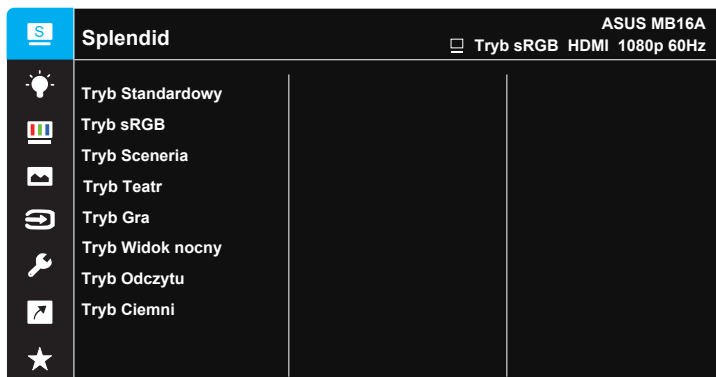 S
Splendid
ASUS MB16A
Tryb sRGB HDMI 1080p 60Hz
Tryb Standardowy
Tryb sRGB
Tryb Sceneria
Tryb Teatr
Tryb Gra
Tryb Widok nocny
Tryb Odczytu
Tryb Ciemni